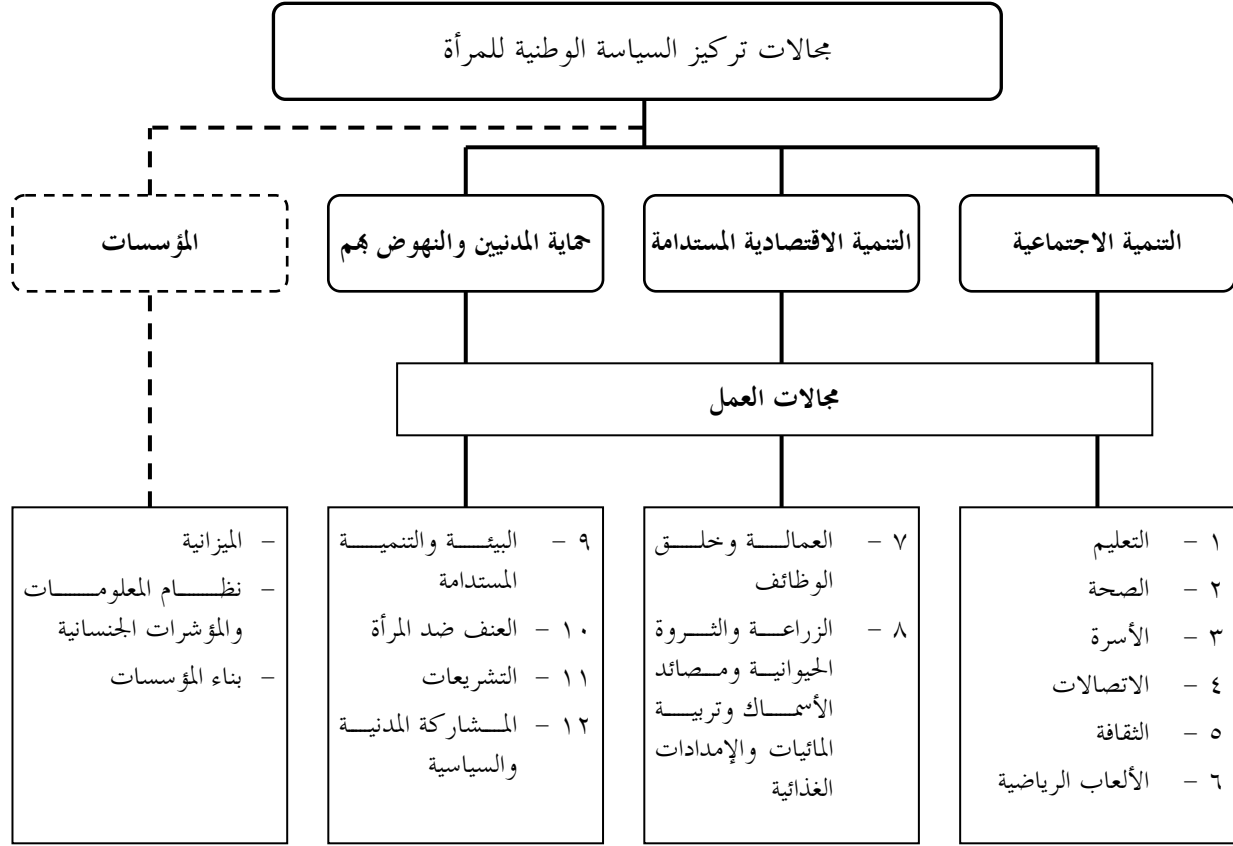 مجالات تركيز السياسة الوطنية للمرأة
التنمية الاجتماعية
التنمية الاقتصادية المستدامة
حماية المدنيين والنهوض بهم
المؤسسات
مجالات العمل
١ - التعليم
٢ - الصحة
٣ - الأسرة
٤ - الاتصالات
٥ - الثقافة
٦ - الألعاب الرياضية
٧ - العمالة وخلق
الوظائف
٨ - الزراعة والثروة
الحيوانية ومصائد
الأسماك وتربية
المائيات والإمدادات
الغذائية
٩ - البيئة والتنمية
المستدامة
١٠ - العنف ضد المرأة
١١ - التشريعات
١٢ - المشاركة المدنية
والسياسية
- الميزانية
- نظام المعلومات
والمؤشرات الجنسانية
- بناء المؤسسات